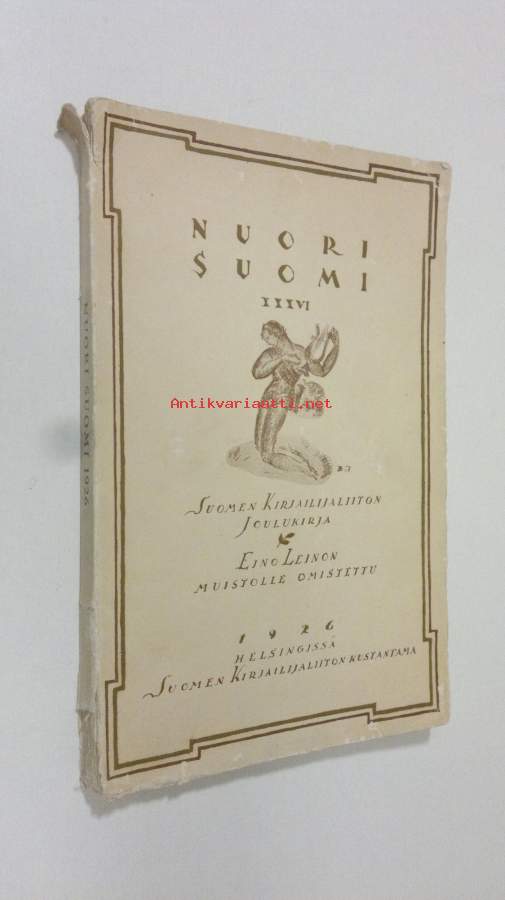 NUORI
SUOMI
XXXVI
Antikvariaatti.net
B:J
SUOMEN KIRJAILIJALIITON
JOULUKIRJA
EINO LEINON
MUISTOLLE OMISTETTU
1926
HELSINGISSÄ
SUOMEN KIRJAILIJALIITON KUSTANTAMA
NUORI SUOMI 1926